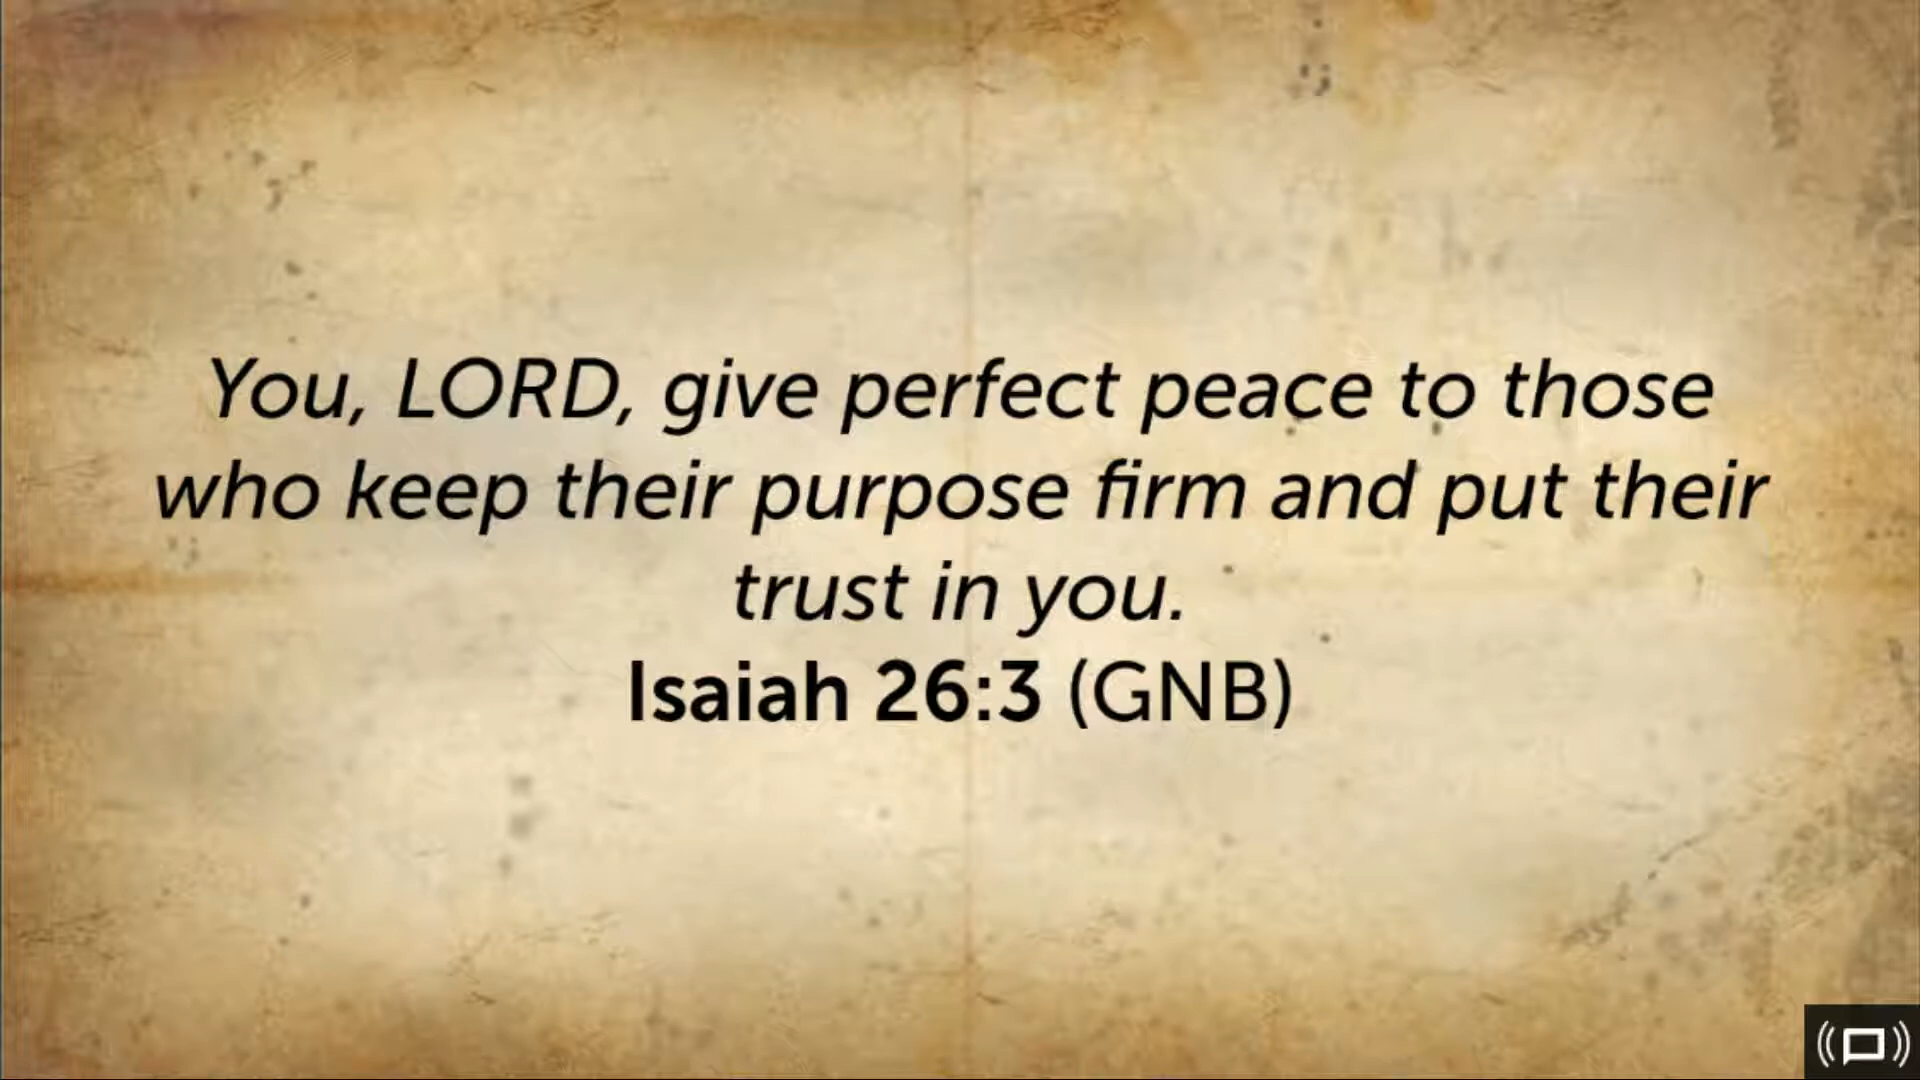 You, LORD, give perfect peace to those
who keep their purpose firm and put their
trust in you.
Isaiah 26:3 (GNB)